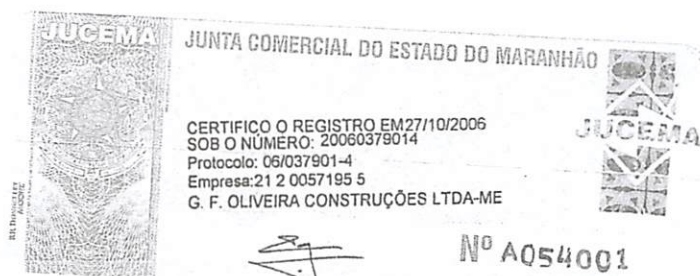 JUCEMA
JUNTA COMERCIAL DO ESTADO DO MARANHÃO
JUCEMA
CERTIFICO O REGISTRO EM27/10/2006
SOB O NÚMERO: 20060379014
Protocolo: 06/037901-4
Empresa:21 2 0057195 5
G. F. OLIVEIRA CONSTRUÇÕES LTDA-ME
Nº A054001